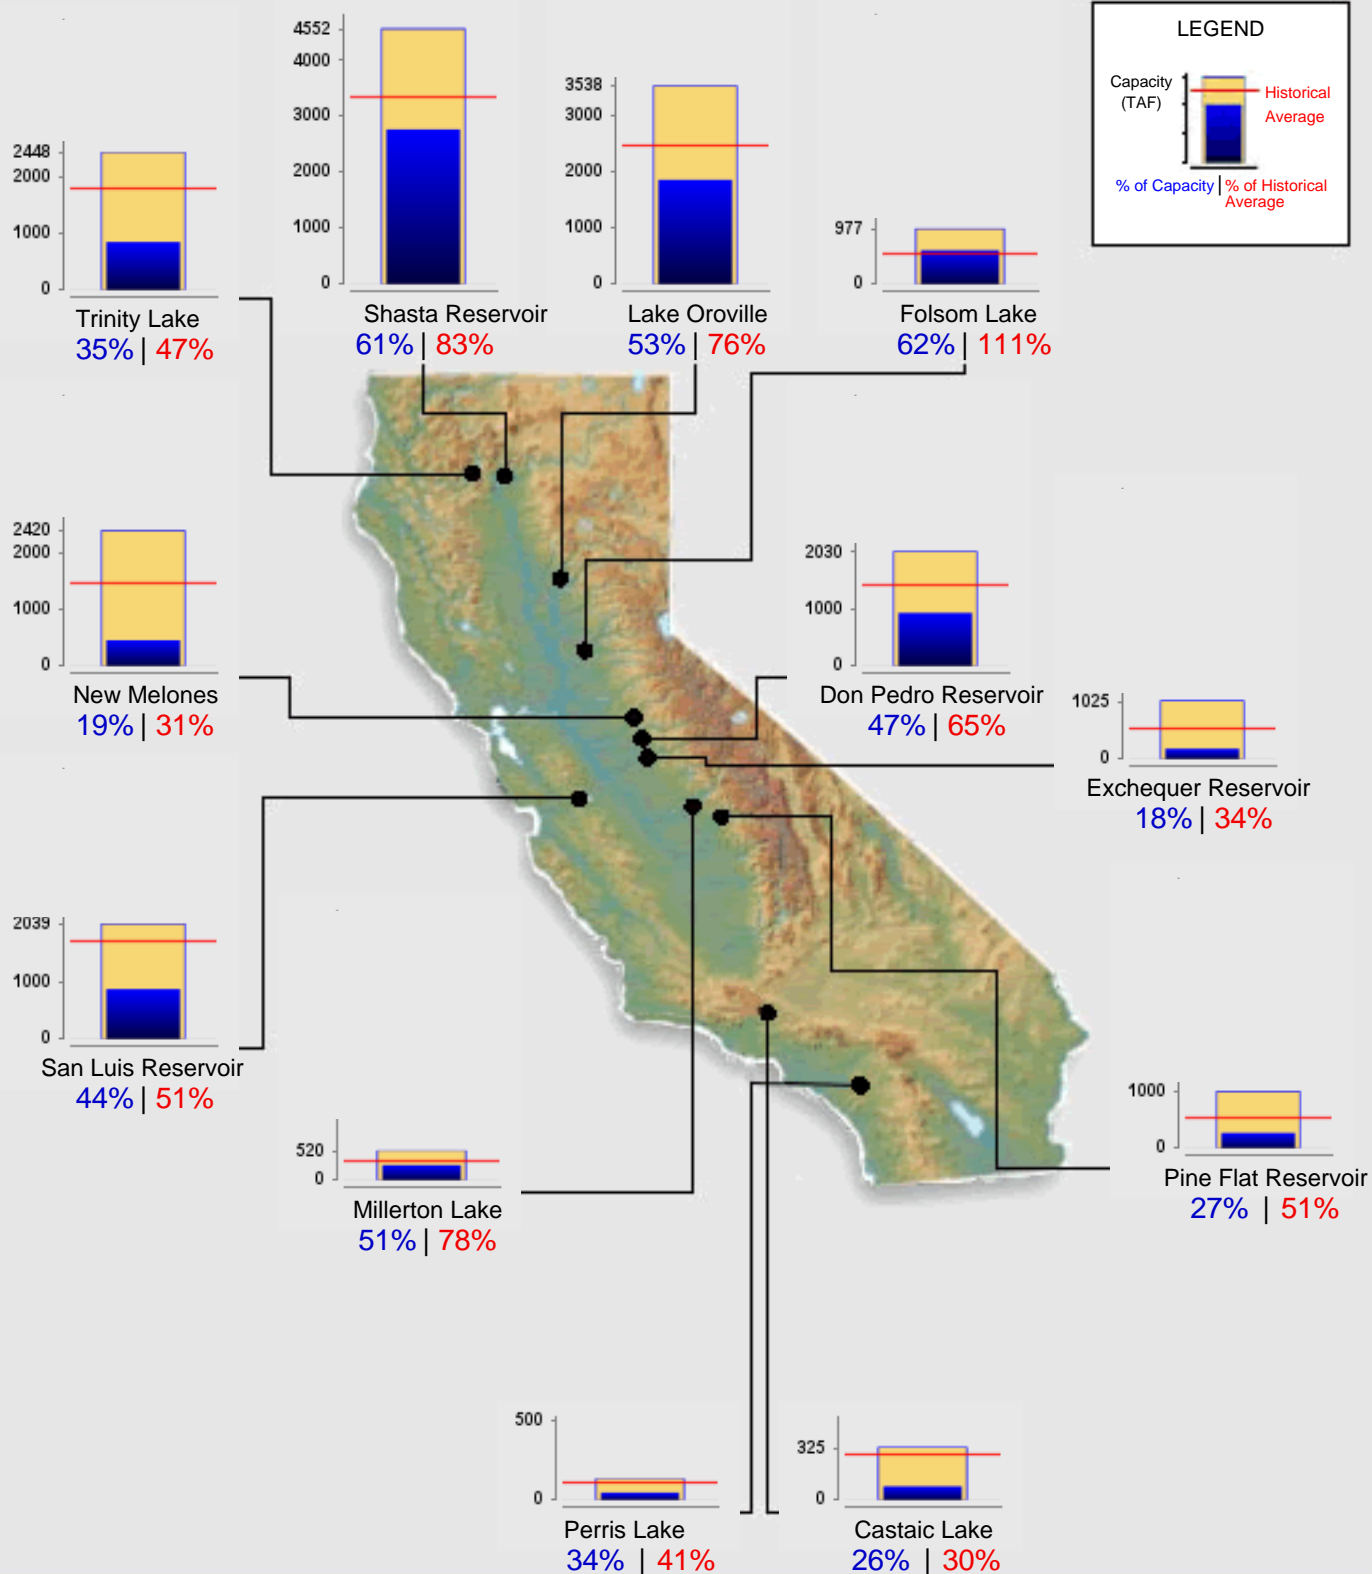 4552
4000
3000
2000
1000
0
Shasta Reservoir
61% | 83%
3538
3000
2000
1000
0
Lake Oroville
53% | 76%
LEGEND
Capacity
(TAF)
Historical
Average
% of Capacity | % of Historical
Average
2448
2000
1000
0
Trinity Lake
35% | 47%
977
0
Folsom Lake
62% | 111%
2420
2000
1000
0
New Melones
19% | 31%
2030
1000
0
Don Pedro Reservoir
47% | 65%
1025
0
Exchequer Reservoir
18% | 34%
2039
1000
0
San Luis Reservoir
44% | 51%
520
0
Millerton Lake
51% | 78%
1000
0
Pine Flat Reservoir
27% | 51%
500
0
Perris Lake
34% | 41%
325
0
Castaic Lake
26% | 30%